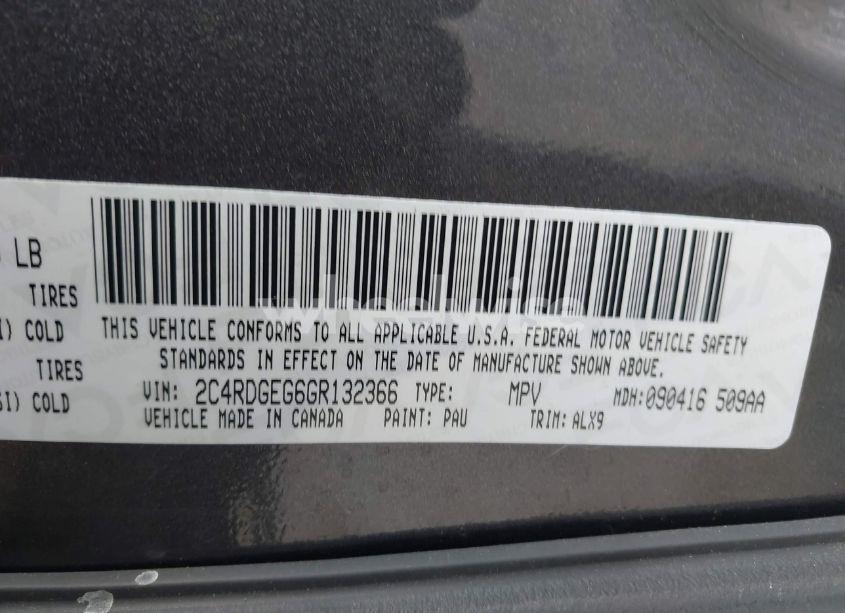 LB
TIRES
COLD
TIRES
COLD
THIS VEHICLE CONFORMS TO ALL APPLICABLE U.S.A. FEDERAL MOTOR VEHICLE SAFETY
STANDARDS IN EFFECT ON THE DATE OF MANUFACTURE SHOWN ABOVE.
VIN: 2C4RDGEG6GR132366 TYPE: MPV MDH:090416 509AA
VEHICLE MADE IN CANADA PAINT: PAU TRIM: ALX9
wheelwise